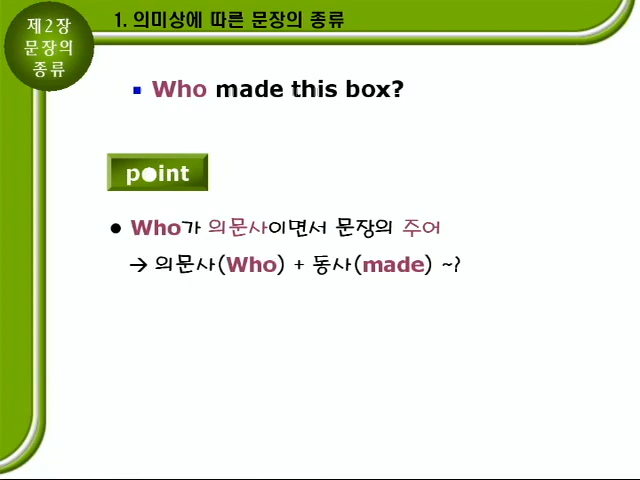 제2장
문장의
종류
1. 의미상에 따른 문장의 종류
▪ Who made this box?
point
● Who가 의문사이면서 문장의 주어
→ 의문사(Who) + 동사(made) ~?